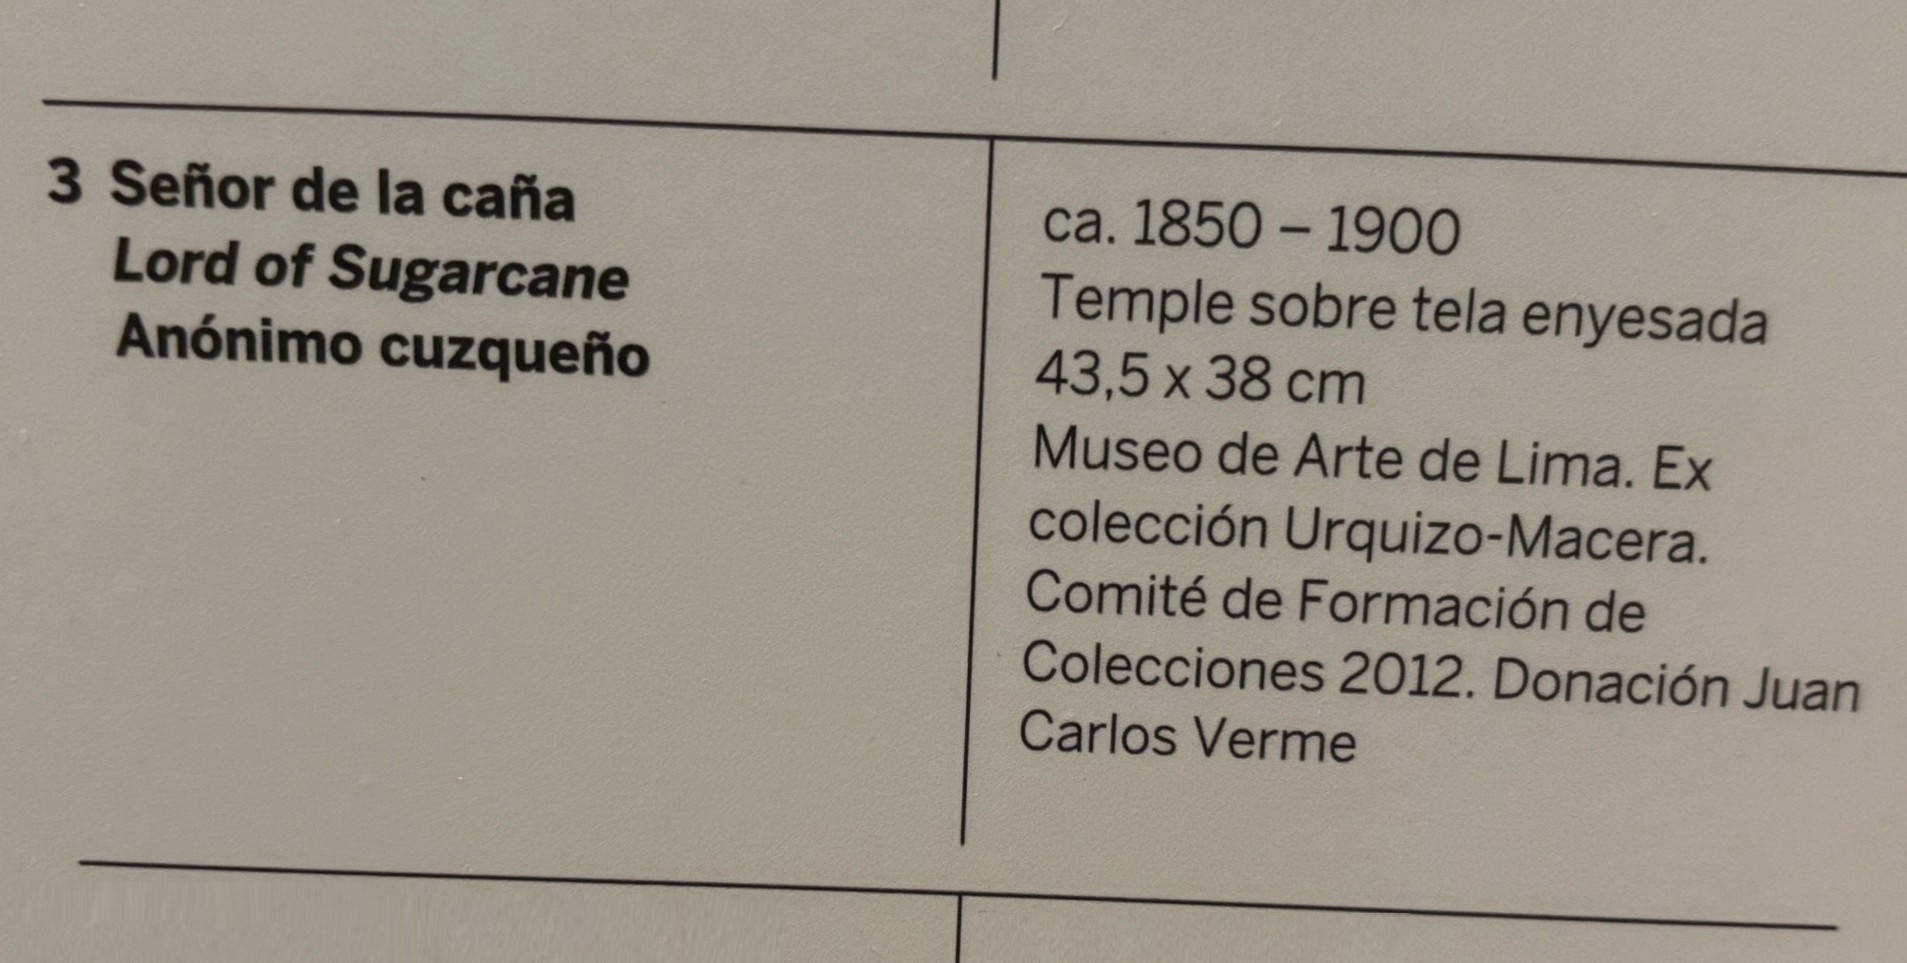 3 Señor de la caña
Lord of Sugarcane
Anónimo cuzqueño
ca. 1850 – 1900
Temple sobre tela enyesada
43,5 x 38 cm
Museo de Arte de Lima. Ex
colección Urquizo-Macera.
Comité de Formación de
Colecciones 2012. Donación Juan
Carlos Verme